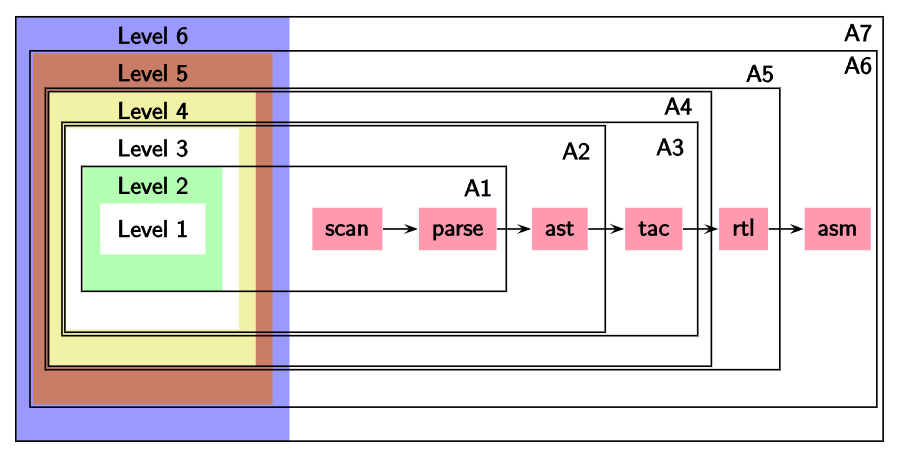 Level 6
A7
Level 5
A5
A6
Level 4
A4
Level 3
A2
A3
Level 2
A1
Level 1
scan
parse
ast
tac
rtl
asm